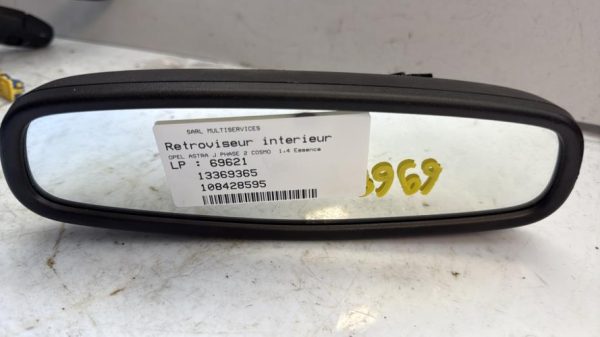 SARL MULTISERVICES
Retroviseur interieur
OPEL ASTRA J PHASE 2 COSMO 1.4 Essence
LP : 69621
13369365
108428595